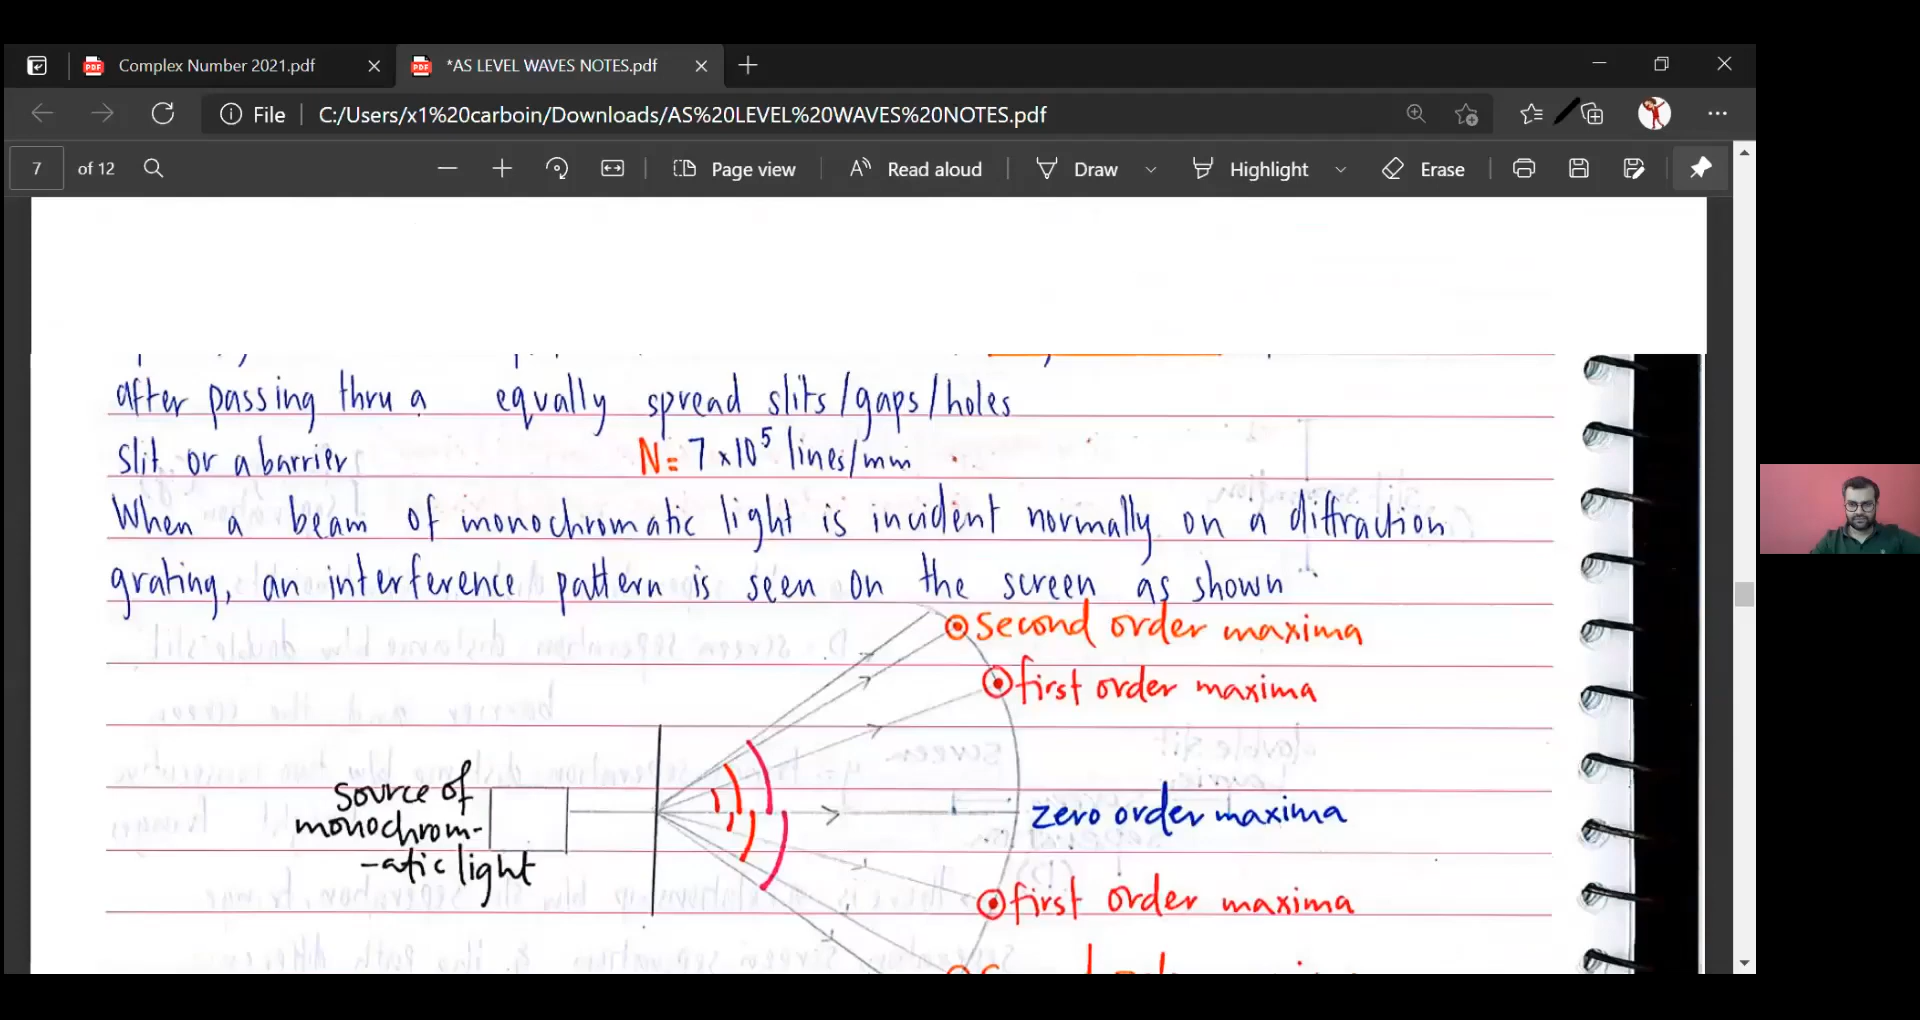 Complex Number 2021.pdf
*AS LEVEL WAVES NOTES.pdf
File
C:/Users/x1%20carboin/Downloads/AS%20LEVEL%20WAVES%20NOTES.pdf
7 of 12
Page view
Read aloud
Draw
Highlight
Erase
after passing thru a equally spread slits/gaps/holes
slit or a barrier N = 7 × 10⁵ lines/mm
When a beam of monochromatic light is incident normally on a diffraction
grating, an interference pattern is seen on the screen as shown
second order maxima
first order maxima
source of
monochrom-
-atic light
zero order maxima
first order maxima